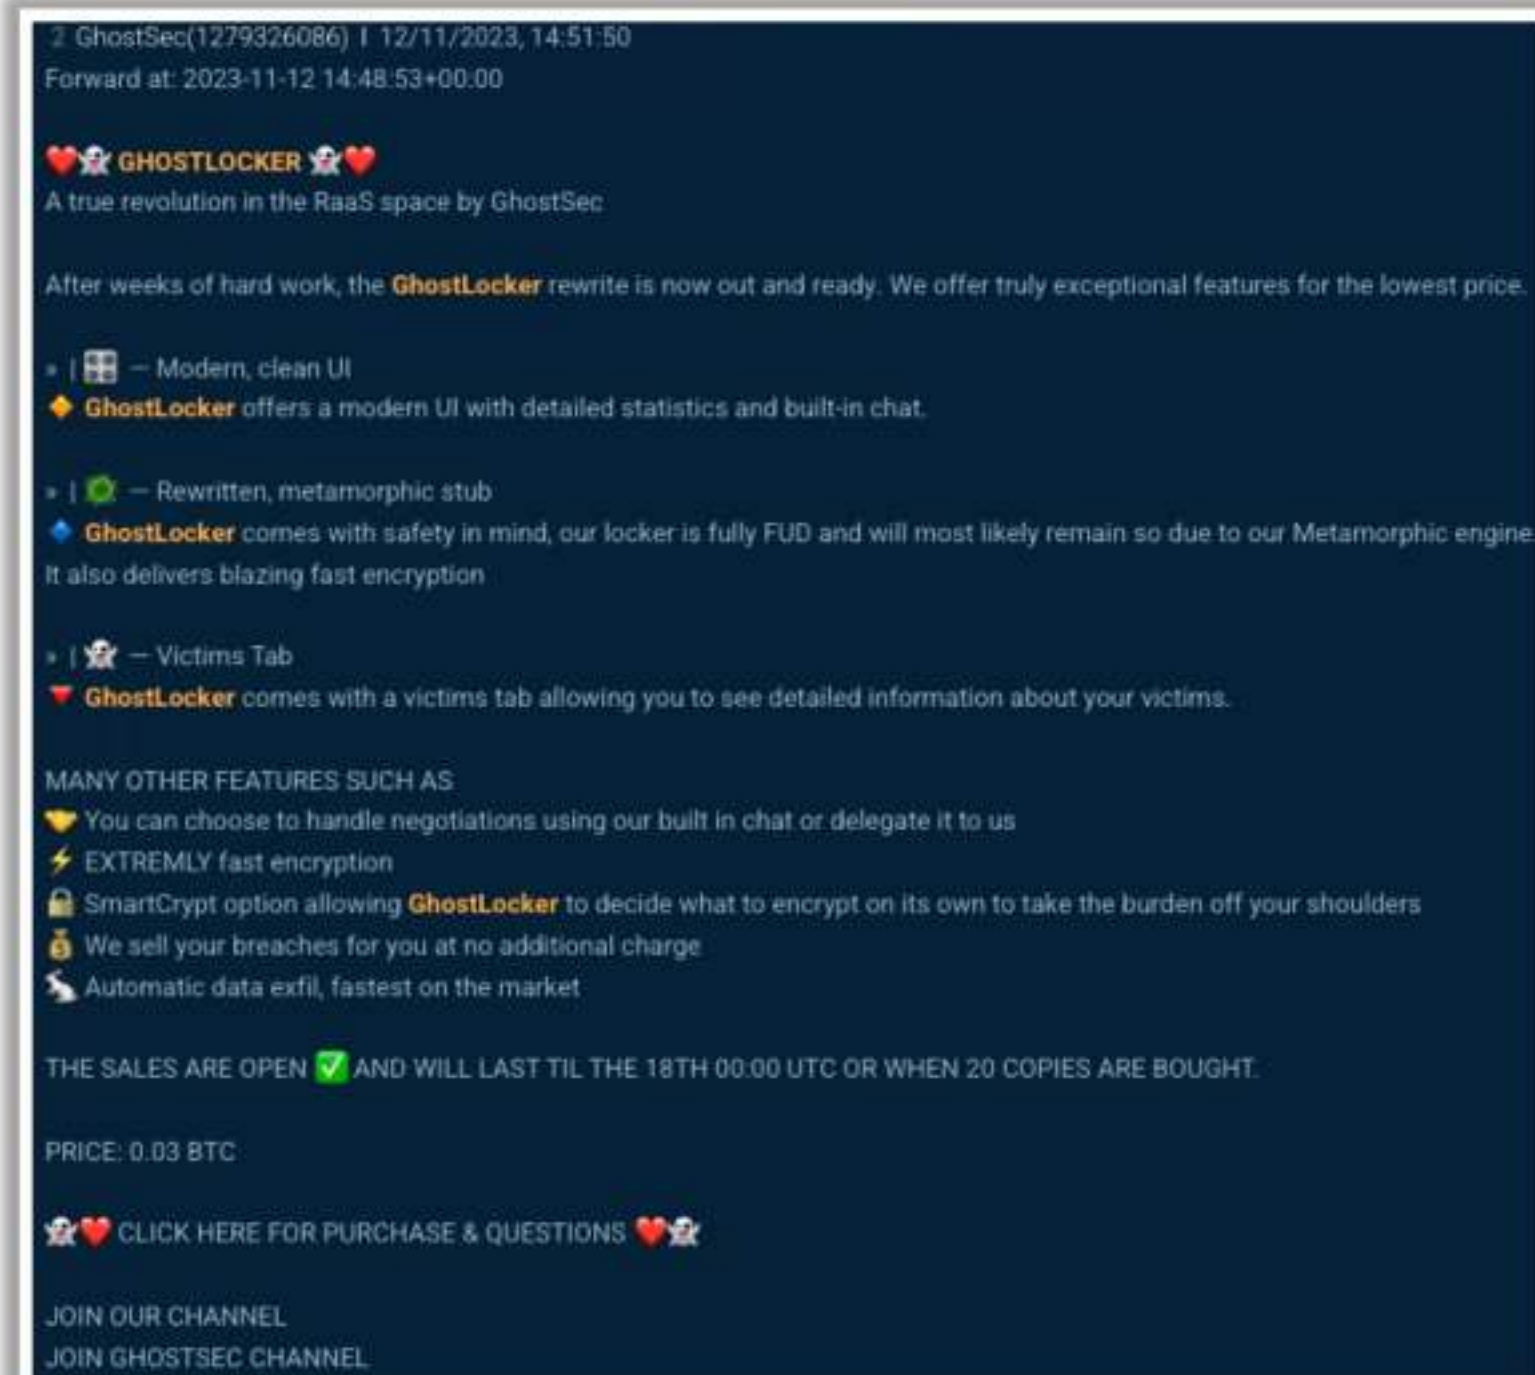 2 GhostSec(1279326086) I 12/11/2023, 14:51:50
Forward at: 2023-11-12 14:48:53+00:00
❤️👻 GHOSTLOCKER 👻❤️
A true revolution in the RaaS space by GhostSec
After weeks of hard work, the GhostLocker rewrite is now out and ready. We offer truly exceptional features for the lowest price.
» | 🎛️ — Modern, clean UI
🔶 GhostLocker offers a modern UI with detailed statistics and built-in chat.
» | — Rewritten, metamorphic stub
🔷 GhostLocker comes with safety in mind, our locker is fully FUD and will most likely remain so due to our Metamorphic engine.
It also delivers blazing fast encryption
» | 👻 — Victims Tab
🔻 GhostLocker comes with a victims tab allowing you to see detailed information about your victims.
MANY OTHER FEATURES SUCH AS
🤝 You can choose to handle negotiations using our built in chat or delegate it to us
⚡ EXTREMLY fast encryption
🔒 SmartCrypt option allowing GhostLocker to decide what to encrypt on its own to take the burden off your shoulders
💰 We sell your breaches for you at no additional charge
🐇 Automatic data exfil, fastest on the market
THE SALES ARE OPEN ✅ AND WILL LAST TIL THE 18TH 00:00 UTC OR WHEN 20 COPIES ARE BOUGHT.
PRICE: 0.03 BTC
👻❤️ CLICK HERE FOR PURCHASE & QUESTIONS ❤️👻
JOIN OUR CHANNEL
JOIN GHOSTSEC CHANNEL